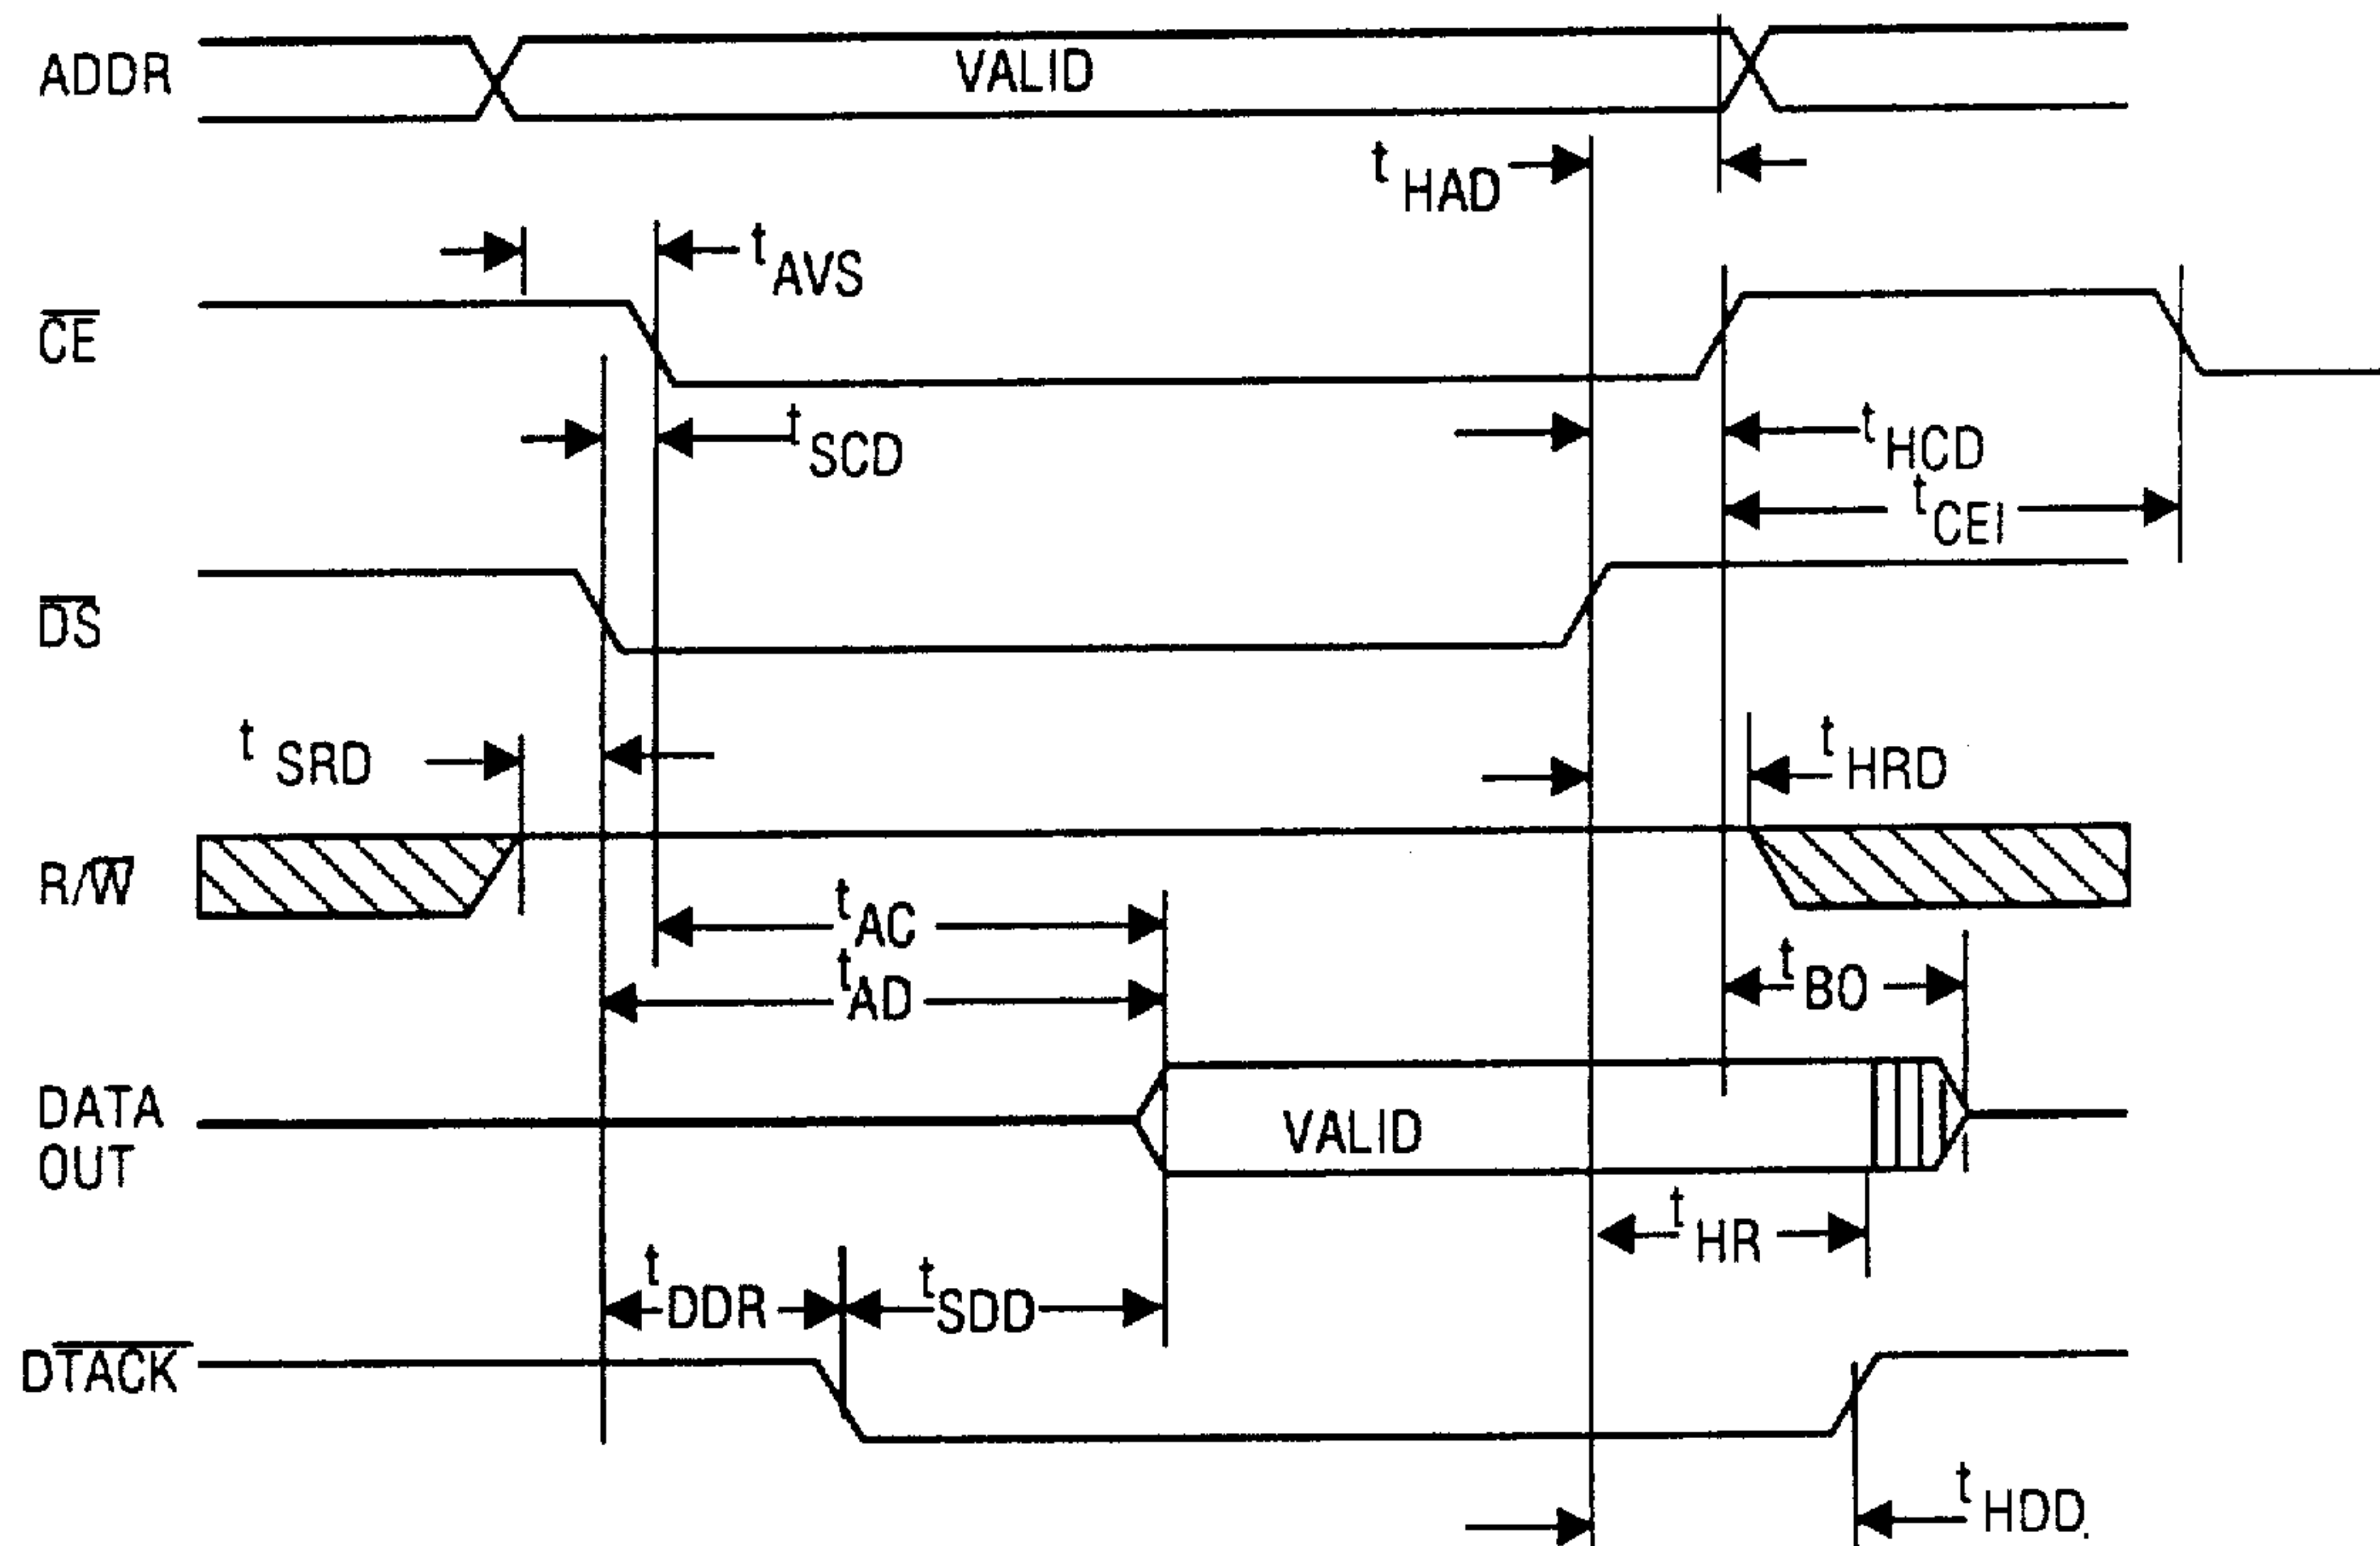 ADDR
VALID
t HAD
t AVS
CE
t SCD
t HCD
t CEI
DS
t SRD
t HRD
R/W
t AC
t AD
t BO
DATA
OUT
VALID
t HR
t DDR
t SDD
DTACK
t HDD.